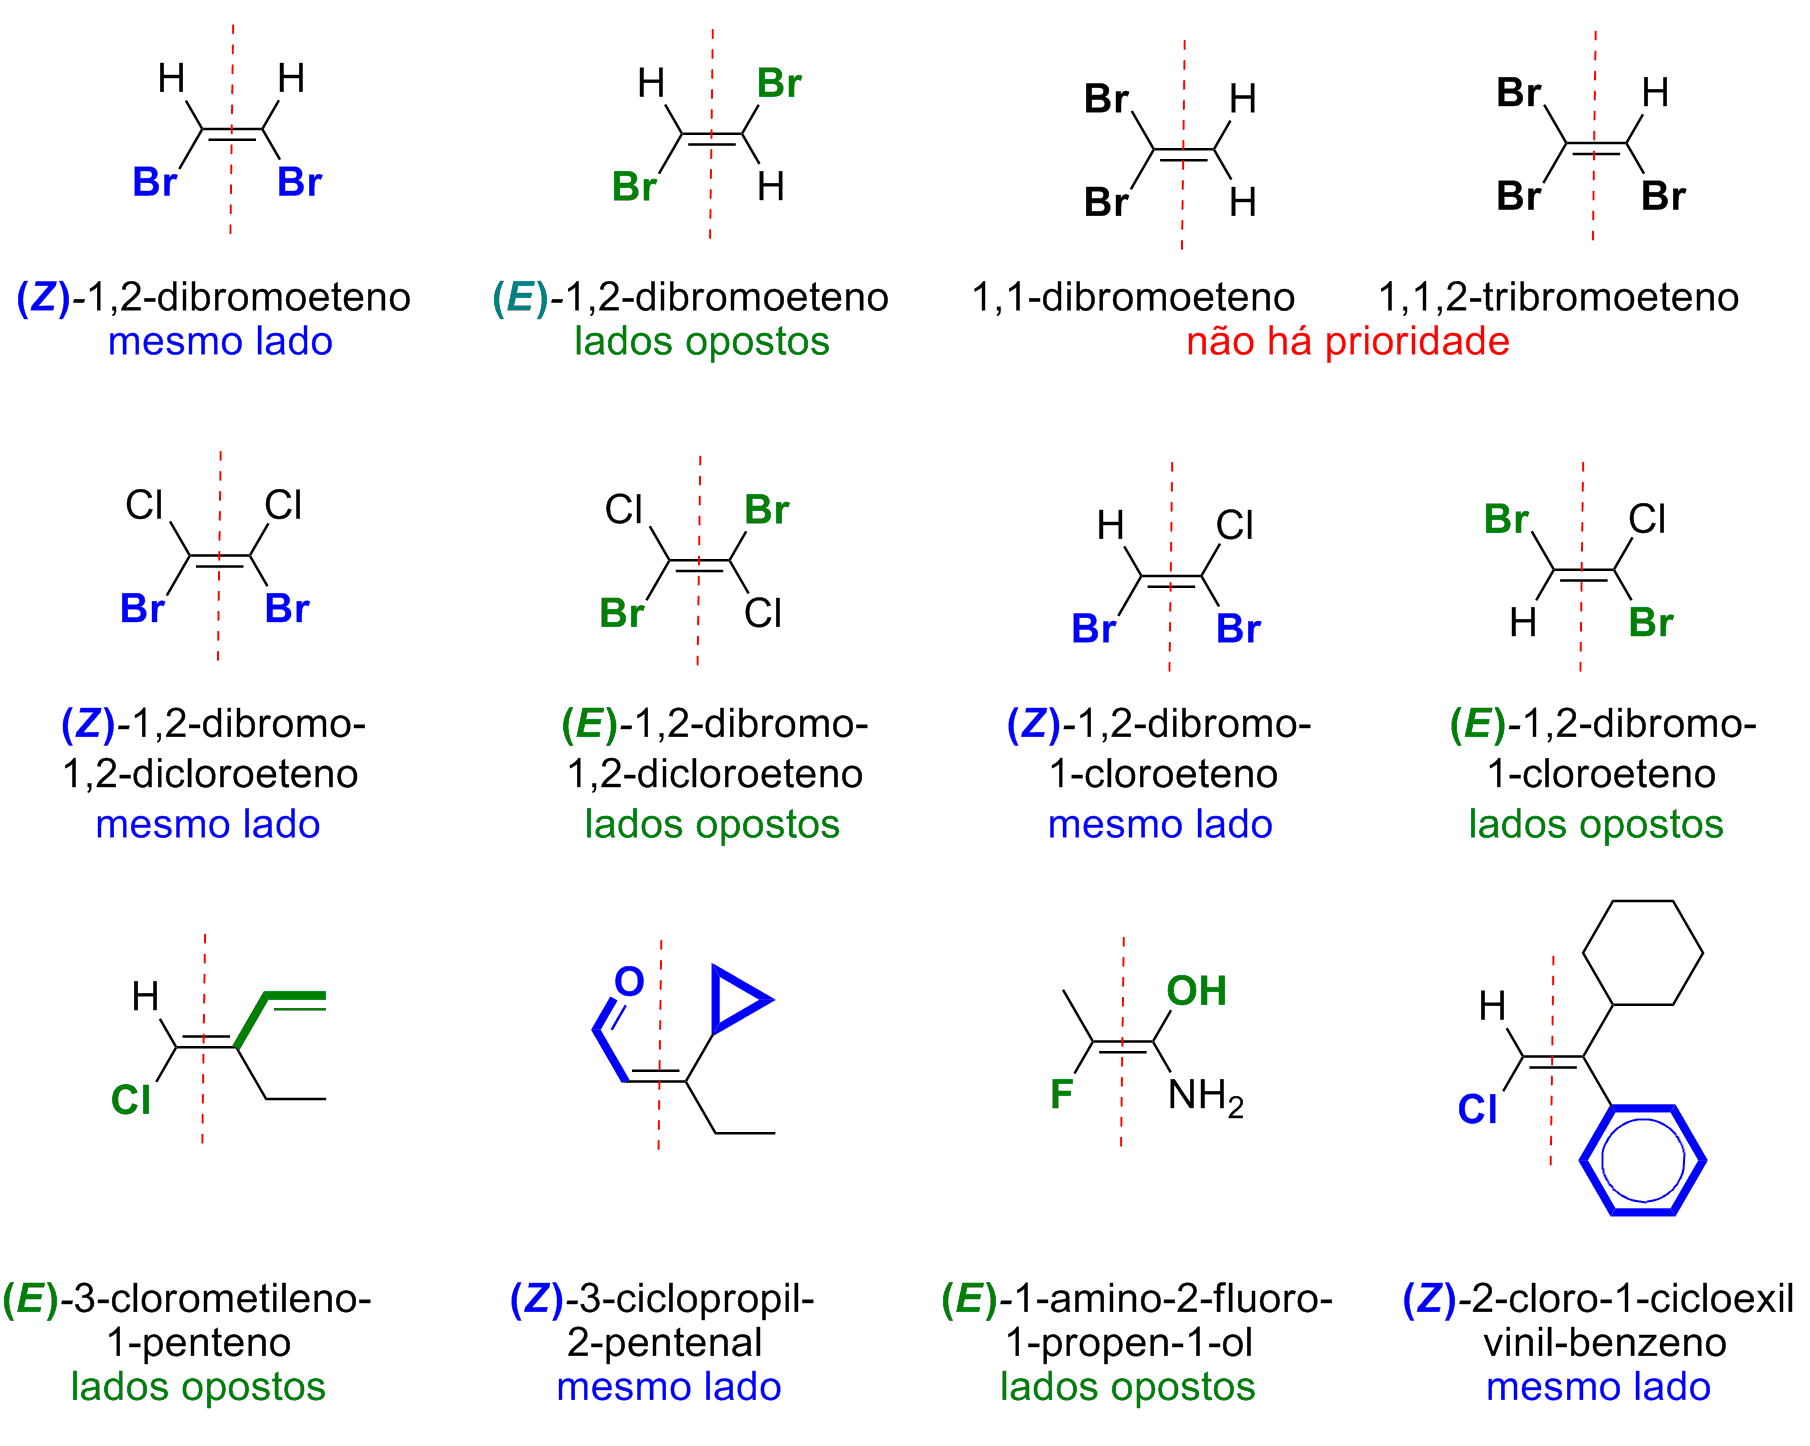 H H
Br Br
(Z)-1,2-dibromoeteno
mesmo lado
H Br
Br H
(E)-1,2-dibromoeteno
lados opostos
Br H
Br H
1,1-dibromoeteno
Br H
Br Br
1,1,2-tribromoeteno
não há prioridade
Cl Cl
Br Br
(Z)-1,2-dibromo-
1,2-dicloroeteno
mesmo lado
Cl Br
Br Cl
(E)-1,2-dibromo-
1,2-dicloroeteno
lados opostos
H Cl
Br Br
(Z)-1,2-dibromo-
1-cloroeteno
mesmo lado
Br Cl
H Br
(E)-1,2-dibromo-
1-cloroeteno
lados opostos
H
Cl
(E)-3-clorometileno-
1-penteno
lados opostos
O
(Z)-3-ciclopropil-
2-pentenal
mesmo lado
OH
F NH2
(E)-1-amino-2-fluoro-
1-propen-1-ol
lados opostos
H
Cl
(Z)-2-cloro-1-cicloexil
vinil-benzeno
mesmo lado